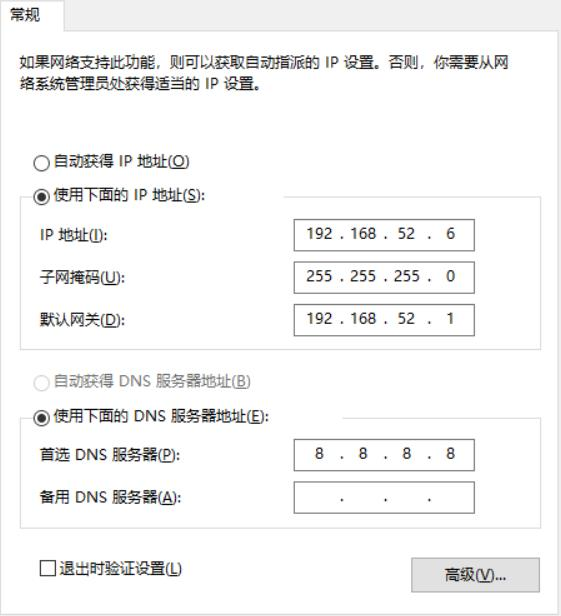 常规
如果网络支持此功能，则可以获取自动指派的 IP 设置。否则，你需要从网
络系统管理员处获得适当的 IP 设置。
自动获得 IP 地址(O)
使用下面的 IP 地址(S):
IP 地址(I): 192 . 168 . 52 . 6
子网掩码(U): 255 . 255 . 255 . 0
默认网关(D): 192 . 168 . 52 . 1
自动获得 DNS 服务器地址(B)
使用下面的 DNS 服务器地址(E):
首选 DNS 服务器(P): 8 . 8 . 8 . 8
备用 DNS 服务器(A): . . .
退出时验证设置(L)
高级(V)...